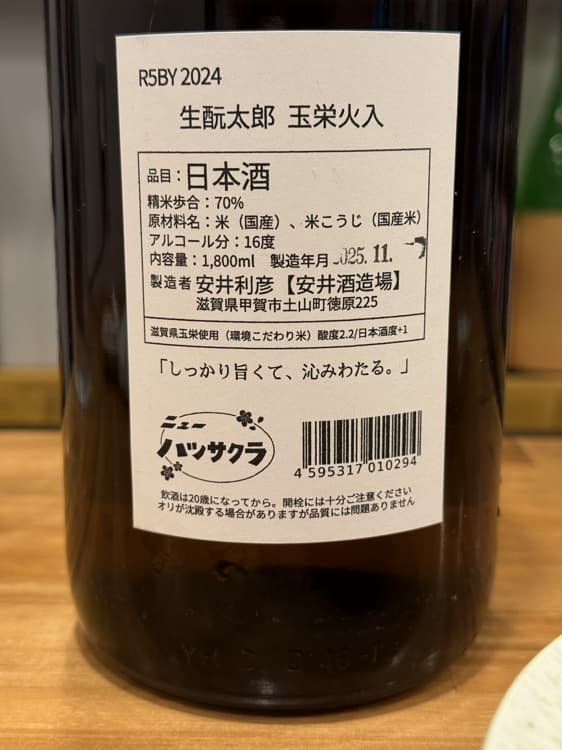 R5BY 2024
生酛太郎 玉栄火入
品目：日本酒
精米歩合：70%
原材料名：米（国産）、米こうじ（国産米）
アルコール分：16度
内容量：1,800ml 製造年月 2025.11.
製造者 安井利彦【安井酒造場】
滋賀県甲賀市土山町徳原225
滋賀県玉栄使用（環境こだわり米）酸度2.2/日本酒度+1
「しっかり旨くて、沁みわたる。」
ニュー
ハツサクラ
4 595317 010294
飲酒は20歳になってから。開栓には十分ご注意ください
オリが沈殿する場合がありますが品質には問題ありません